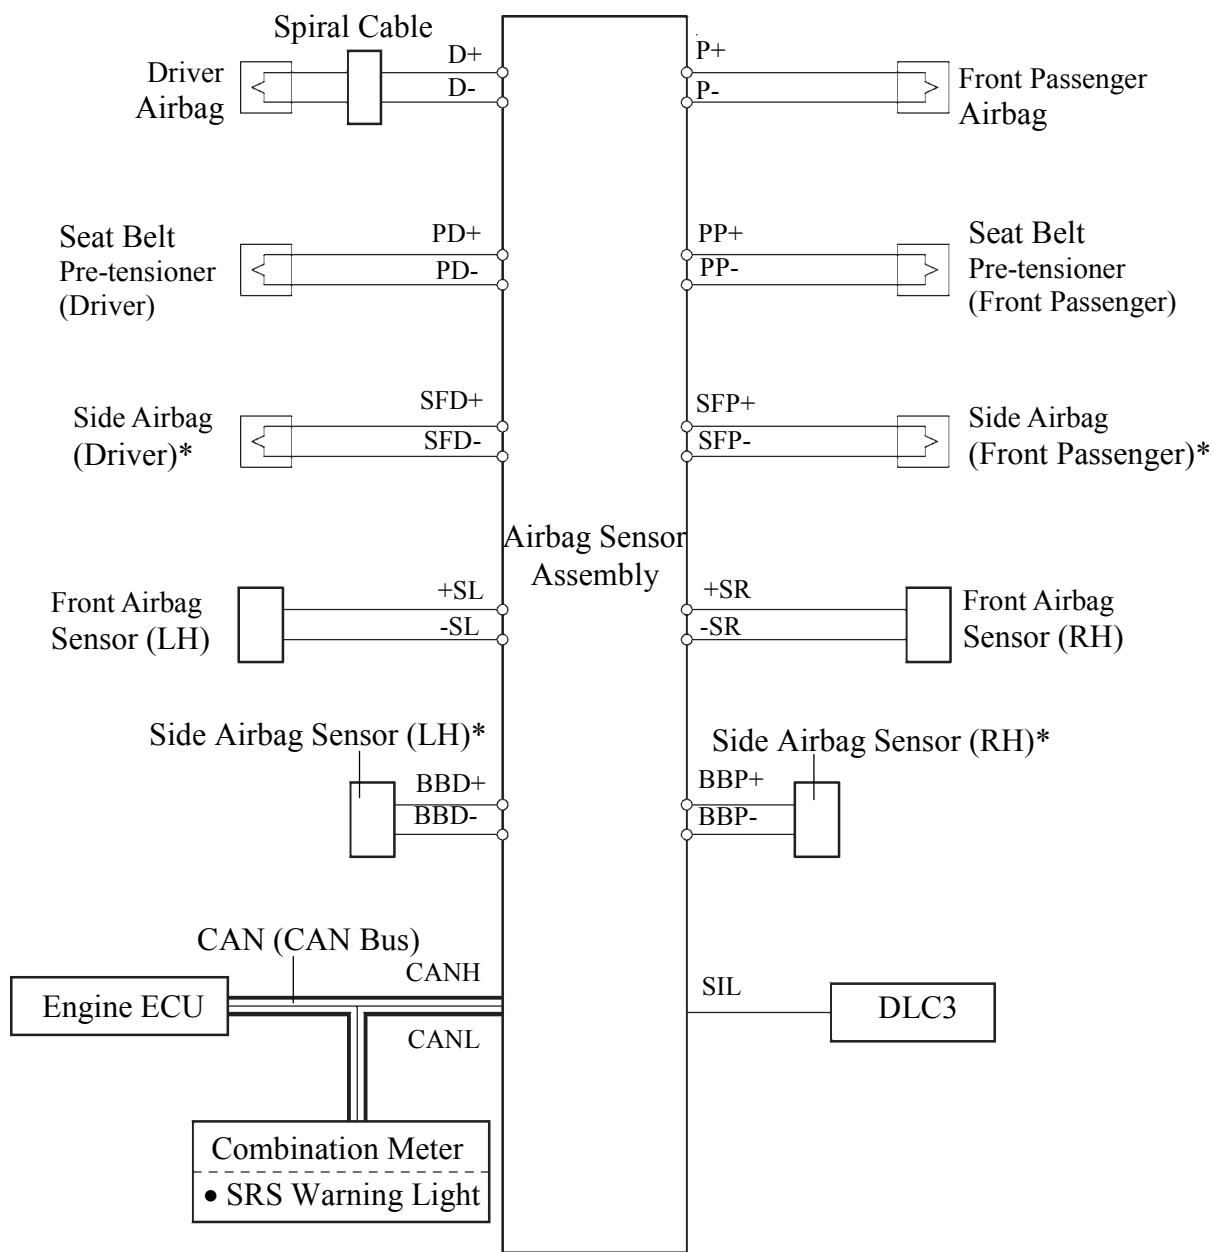 Spiral Cable
Driver
Airbag
D+
D-
P+
P-
Front Passenger
Airbag
Seat Belt
Pre-tensioner
(Driver)
PD+
PD-
PP+
PP-
Seat Belt
Pre-tensioner
(Front Passenger)
Side Airbag
(Driver)*
SFD+
SFD-
SFP+
SFP-
Side Airbag
(Front Passenger)*
Airbag Sensor
Assembly
Front Airbag
Sensor (LH)
+SL
-SL
+SR
-SR
Front Airbag
Sensor (RH)
Side Airbag Sensor (LH)*
BBD+
BBD-
Side Airbag Sensor (RH)*
BBP+
BBP-
CAN (CAN Bus)
Engine ECU
CANH
CANL
SIL
DLC3
Combination Meter
● SRS Warning Light